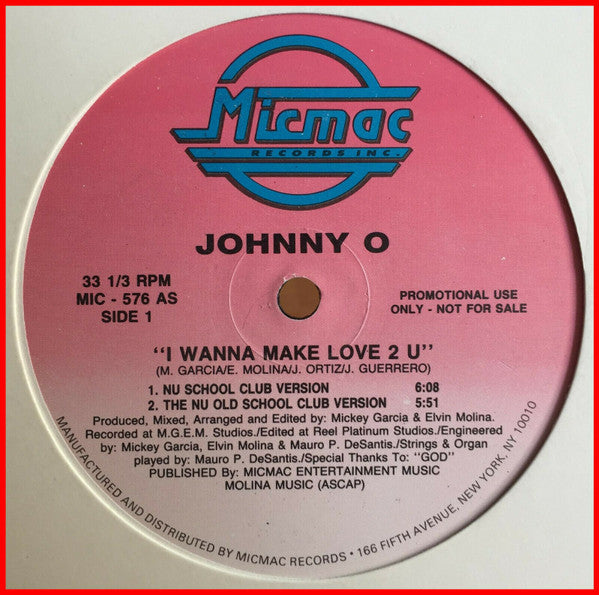 Micmac
RECORDS INC.
JOHNNY O
33 1/3 RPM
MIC - 576 AS
SIDE 1
PROMOTIONAL USE
ONLY - NOT FOR SALE
"I WANNA MAKE LOVE 2 U"
(M. GARCIA/E. MOLINA/J. ORTIZ/J. GUERRERO)
1. NU SCHOOL CLUB VERSION 6:08
2. THE NU OLD SCHOOL CLUB VERSION 5:51
Produced, Mixed, Arranged and Edited by: Mickey Garcia & Elvin Molina.
Recorded at M.G.E.M. Studios./Edited at Reel Platinum Studios./Engineered
by: Mickey Garcia, Elvin Molina & Mauro P. DeSantis./Strings & Organ
played by: Mauro P. DeSantis./Special Thanks To: "GOD"
PUBLISHED BY: MICMAC ENTERTAINMENT MUSIC
MOLINA MUSIC (ASCAP)
MANUFACTURED AND DISTRIBUTED BY MICMAC RECORDS • 166 FIFTH AVENUE, NEW YORK, NY 10010